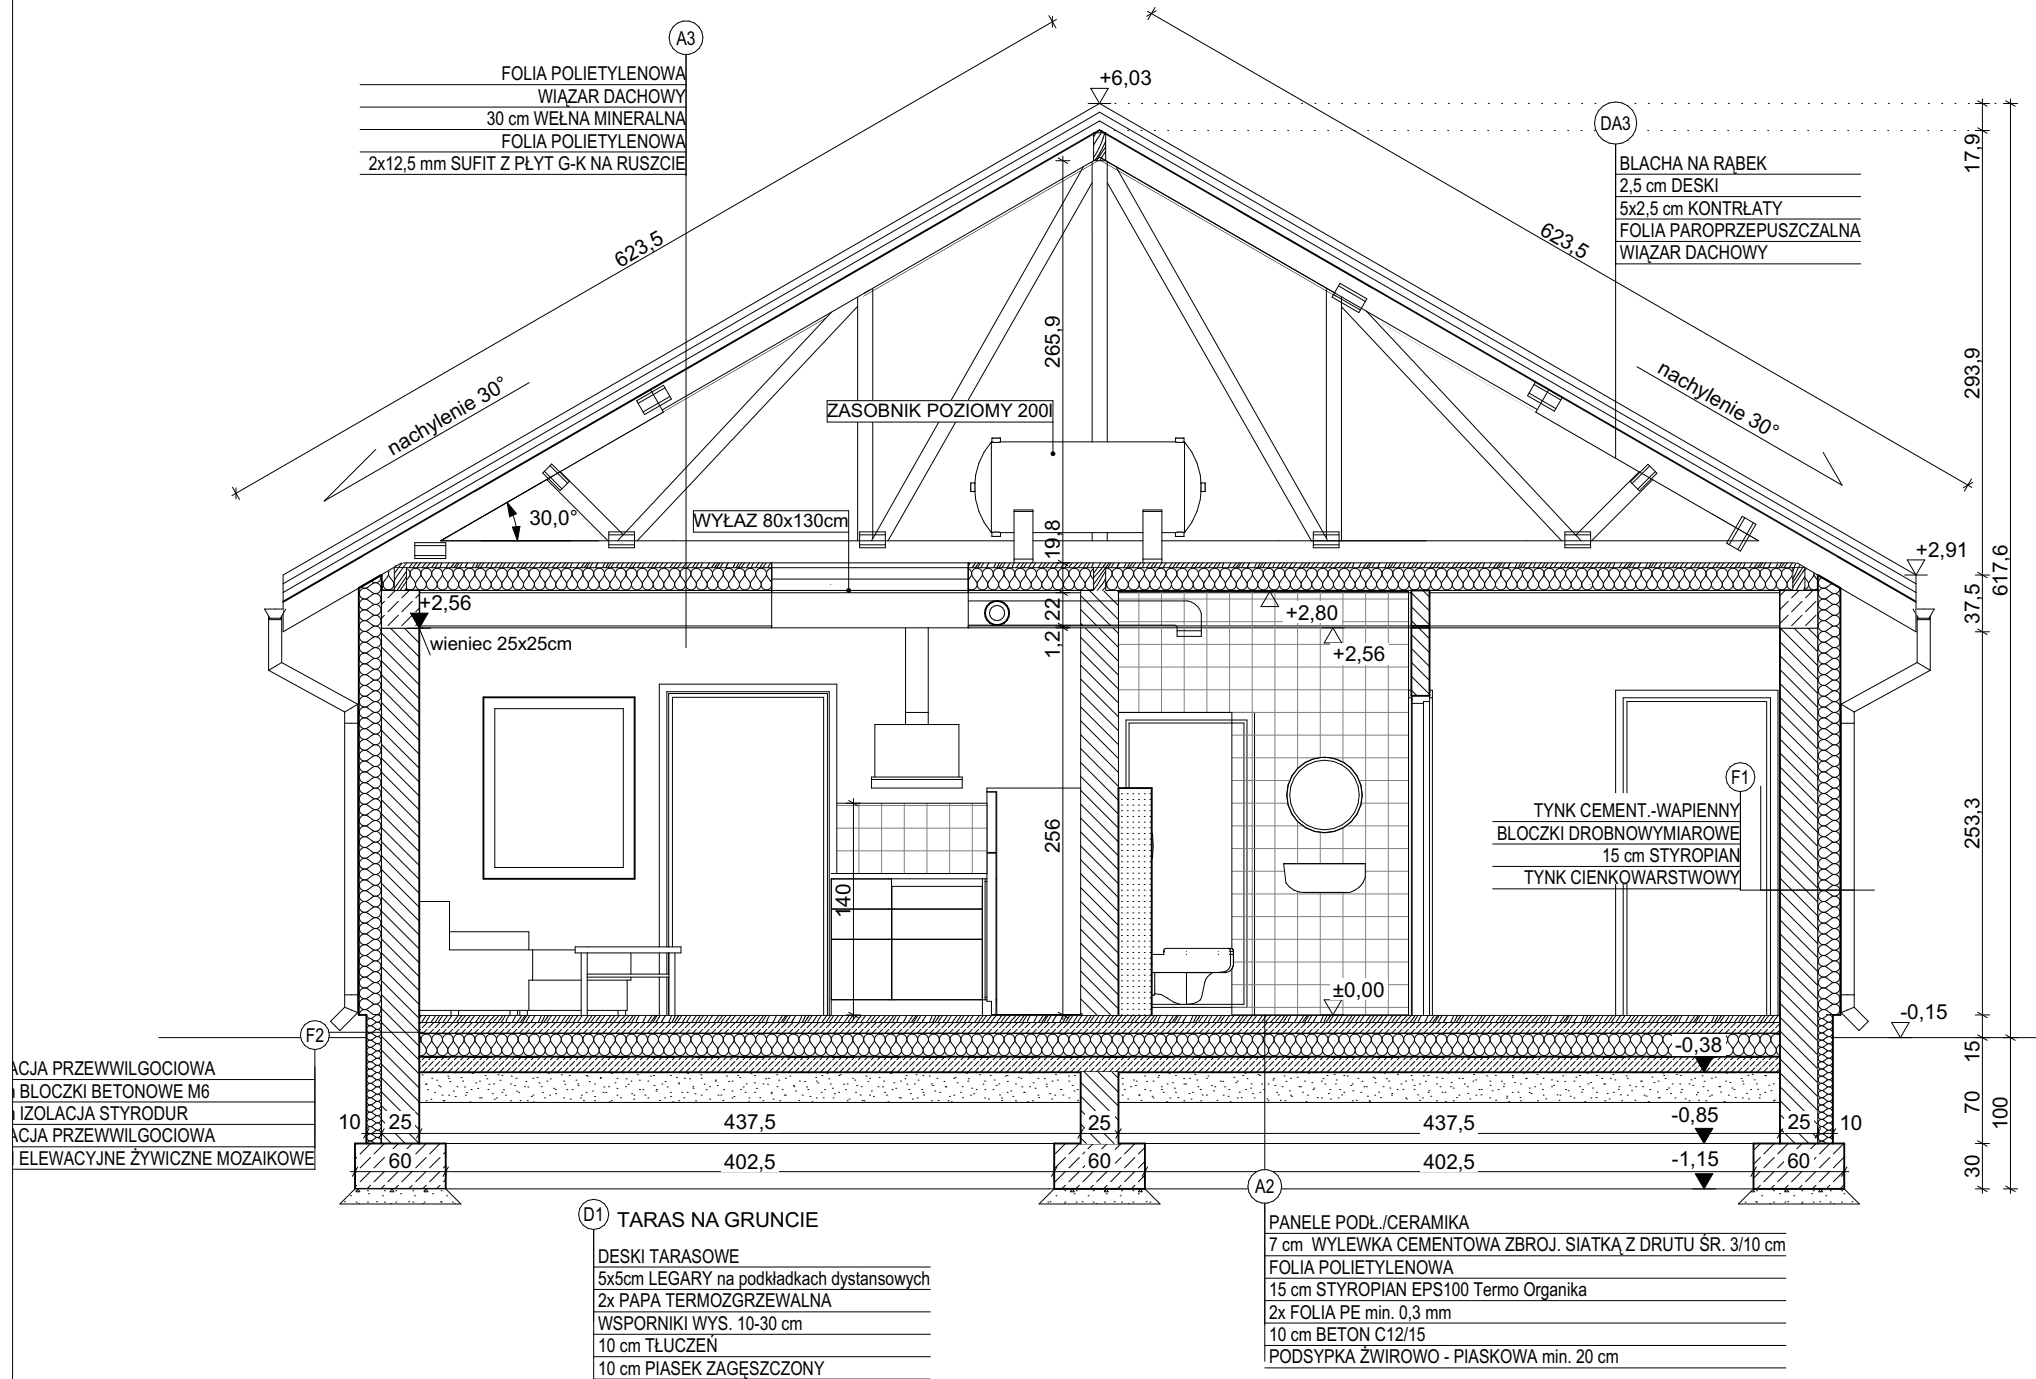 A3
FOLIA POLIETYLENOWA
WIĄZAR DACHOWY
30 cm WEŁNA MINERALNA
FOLIA POLIETYLENOWA
2x12,5 mm SUFIT Z PŁYT G-K NA RUSZCIE
+6,03
DA3
BLACHA NA RĄBEK
2,5 cm DESKI
5x2,5 cm KONTRŁATY
FOLIA PAROPRZEPUSZCZALNA
WIĄZAR DACHOWY
17,9
623,5
623,5
265,9
293,9
nachylenie 30°
nachylenie 30°
ZASOBNIK POZIOMY 200l
30,0°
WYŁAZ 80x130cm
19,8
+2,91
617,6
+2,56
22
+2,80
37,5
wieniec 25x25cm
1,2
+2,56
F1
TYNK CEMENT.-WAPIENNY
BLOCZKI DROBNOWYMIAROWE
15 cm STYROPIAN
TYNK CIENKOWARSTWOWY
256
253,3
140
±0,00
-0,15
F2
-0,38
15
ACJA PRZEWWILGOCIOWA
BLOCZKI BETONOWE M6
IZOLACJA STYRODUR
ACJA PRZEWWILGOCIOWA
ELEWACYJNE ŻYWICZNE MOZAIKOWE
10 25 437,5 25 437,5 -0,85 25 10
70
100
60 402,5 60 402,5 -1,15 60
30
D1 TARAS NA GRUNCIE
DESKI TARASOWE
5x5cm LEGARY na podkładkach dystansowych
2x PAPA TERMOZGRZEWALNA
WSPORNIKI WYS. 10-30 cm
10 cm TŁUCZEŃ
10 cm PIASEK ZAGĘSZCZONY
A2
PANELE PODŁ./CERAMIKA
7 cm WYLEWKA CEMENTOWA ZBROJ. SIATKĄ Z DRUTU ŚR. 3/10 cm
FOLIA POLIETYLENOWA
15 cm STYROPIAN EPS100 Termo Organika
2x FOLIA PE min. 0,3 mm
10 cm BETON C12/15
PODSYPKA ŻWIROWO - PIASKOWA min. 20 cm